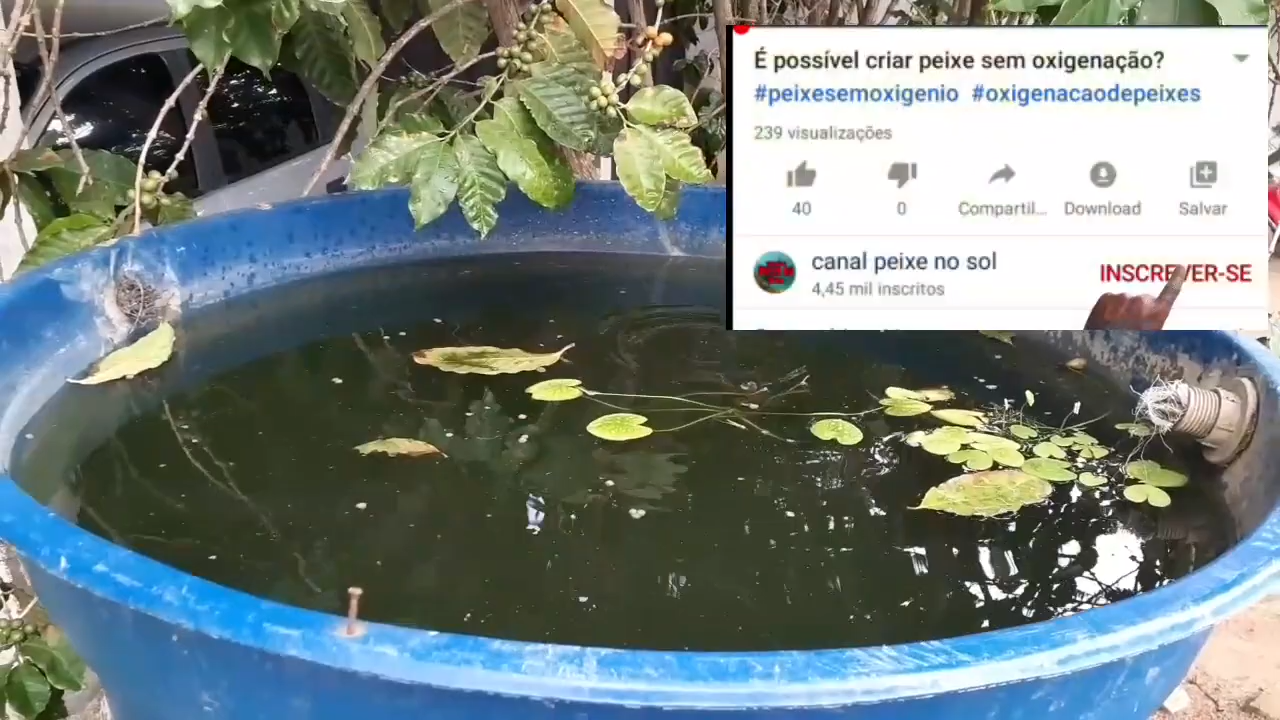 É possível criar peixe sem oxigenação?
#peixesemoxigenio #oxigenacaodepeixes
239 visualizações
40 0 Compartil... Download Salvar
canal peixe no sol
INSCREVER-SE
4,45 mil inscritos